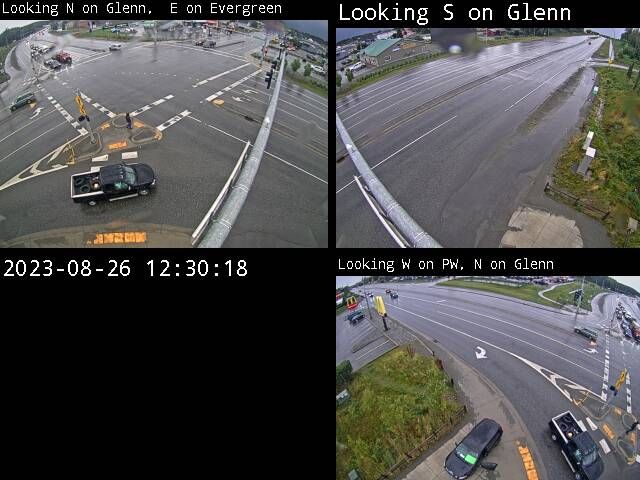 Looking N on Glenn,  E on Evergreen
Looking S on Glenn
2023-08-26 12:30:18
Looking W on PW, N on Glenn